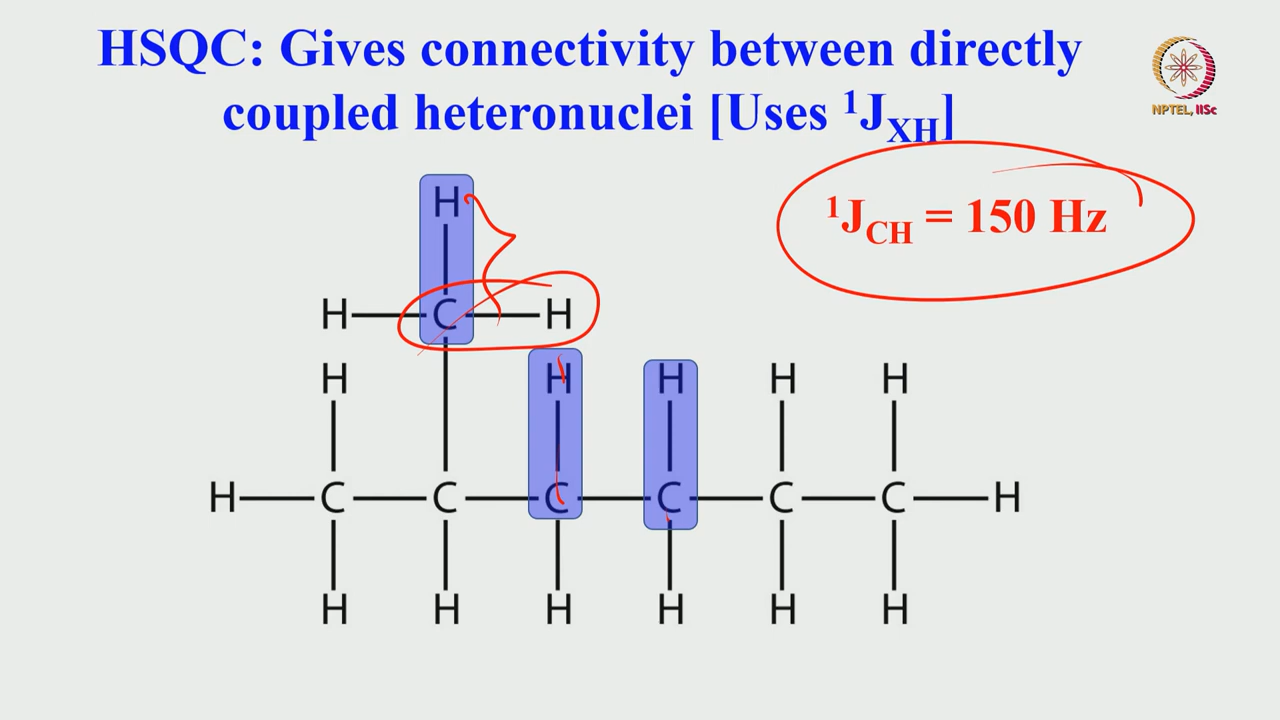 HSQC: Gives connectivity between directly
coupled heteronuclei [Uses ¹J_XH]
NPTEL, IISc
¹J_CH = 150 Hz
H
H C H
H H H H H
H C C C C C C H
H H H H H H